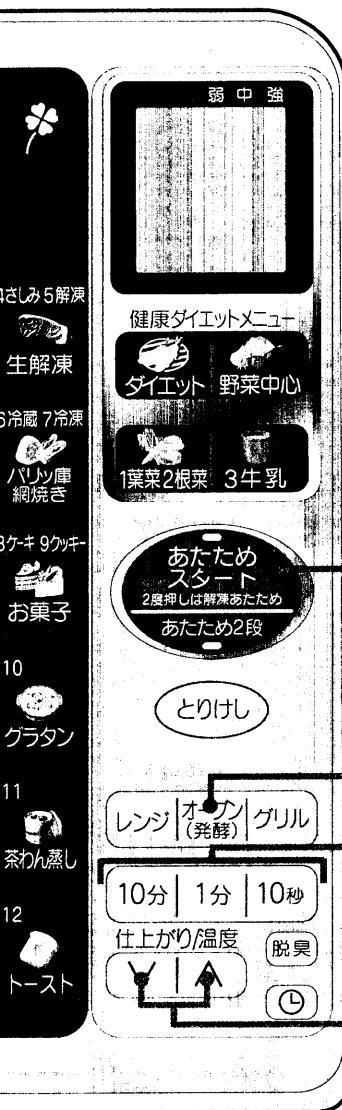 弱 中 強
4さしみ 5解凍
生解凍
6冷蔵 7冷凍
パリッ庫
網焼き
8ケーキ 9クッキー
お菓子
10
グラタン
11
茶わん蒸し
12
トースト
健康ダイエットメニュー
ダイエット 野菜中心
1葉菜2根菜 3牛乳
あたため
スタート
2度押しは解凍あたため
あたため2段
とりけし
レンジ オーブン(発酵) グリル
10分 1分 10秒
仕上がり/温度
脱臭